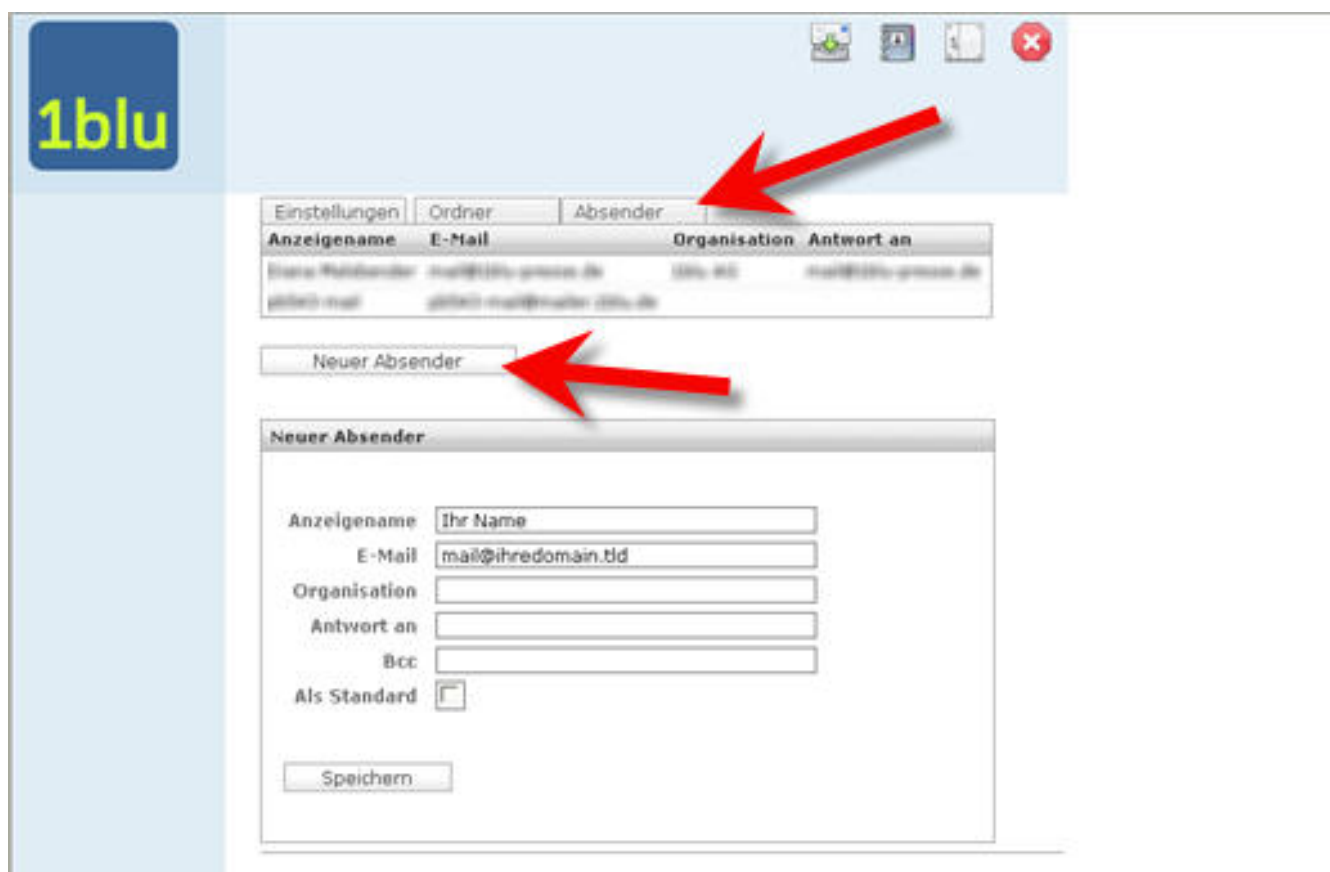 1blu
Einstellungen Ordner Absender
Anzeigename E-Mail Organisation Antwort an
Neuer Absender
Neuer Absender
Anzeigename Ihr Name
E-Mail mail@ihredomain.tld
Organisation
Antwort an
Bcc
Als Standard
Speichern